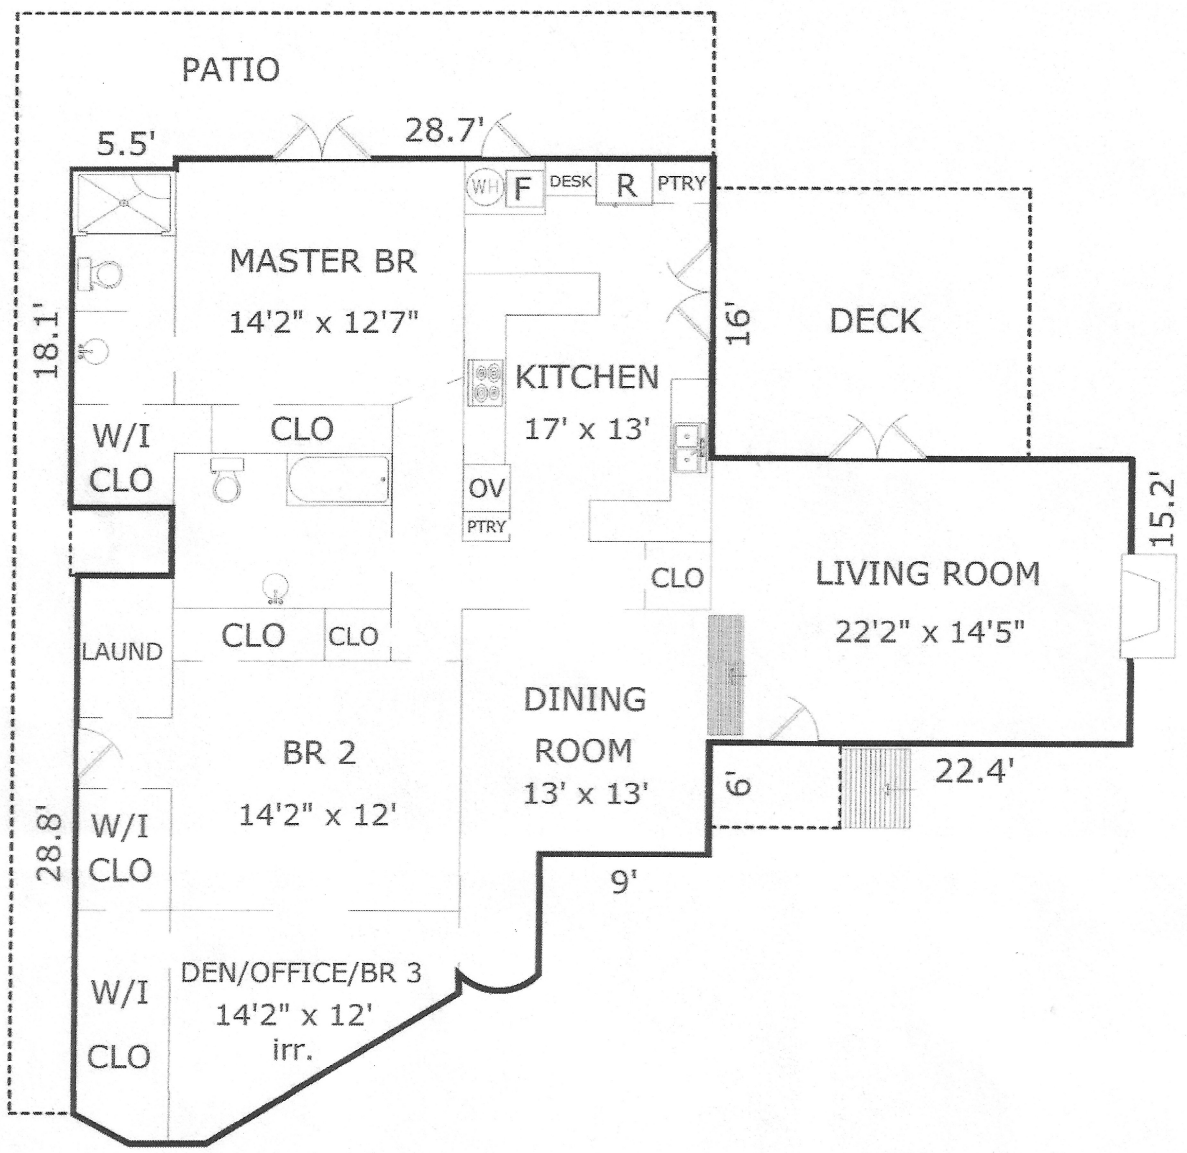 PATIO
5.5'
28.7'
WH
F
DESK
R
PTRY
MASTER BR
14'2" x 12'7"
18.1'
16'
DECK
KITCHEN
17' x 13'
W/I
CLO
CLO
OV
PTRY
15.2'
CLO
LIVING ROOM
22'2" x 14'5"
LAUND
CLO
CLO
DINING
ROOM
13' x 13'
BR 2
14'2" x 12'
6'
22.4'
28.8'
W/I
CLO
9'
DEN/OFFICE/BR 3
14'2" x 12'
irr.
W/I
CLO